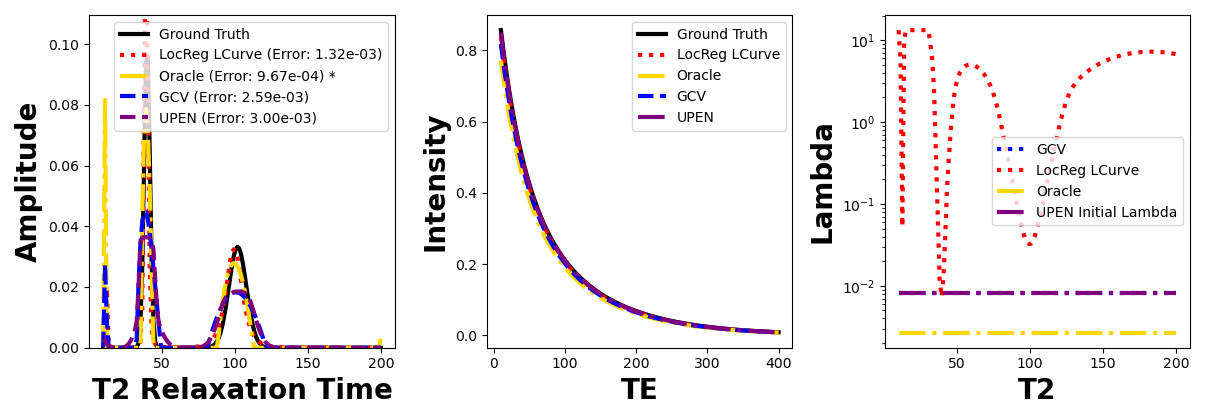 Amplitude
0.10
0.08
0.06
0.04
0.02
0.00
50
100
150
200
T2 Relaxation Time
Ground Truth
LocReg LCurve (Error: 1.32e-03)
Oracle (Error: 9.67e-04) *
GCV (Error: 2.59e-03)
UPEN (Error: 3.00e-03)
Intensity
0.8
0.6
0.4
0.2
0.0
0
100
200
300
400
TE
Ground Truth
LocReg LCurve
Oracle
GCV
UPEN
Lambda
10¹
10⁰
10⁻¹
10⁻²
50
100
150
200
T2
GCV
LocReg LCurve
Oracle
UPEN Initial Lambda